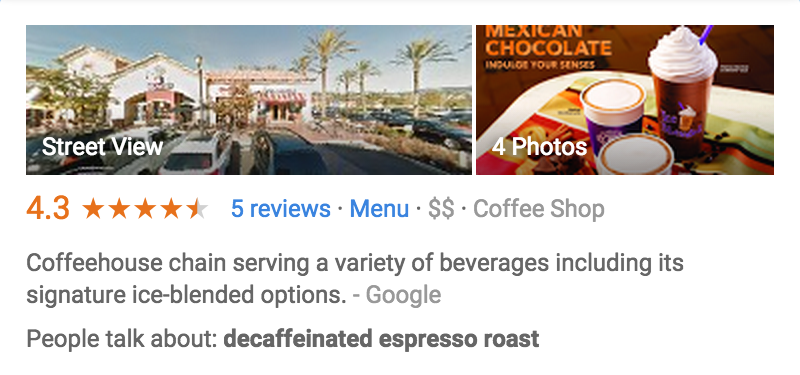 MEXICAN
CHOCOLATE
INDULGE YOUR SENSES
Street View
4 Photos
4.3 ★★★★⯪ 5 reviews · Menu · $$ · Coffee Shop
Coffeehouse chain serving a variety of beverages including its
signature ice-blended options. - Google
People talk about: decaffeinated espresso roast